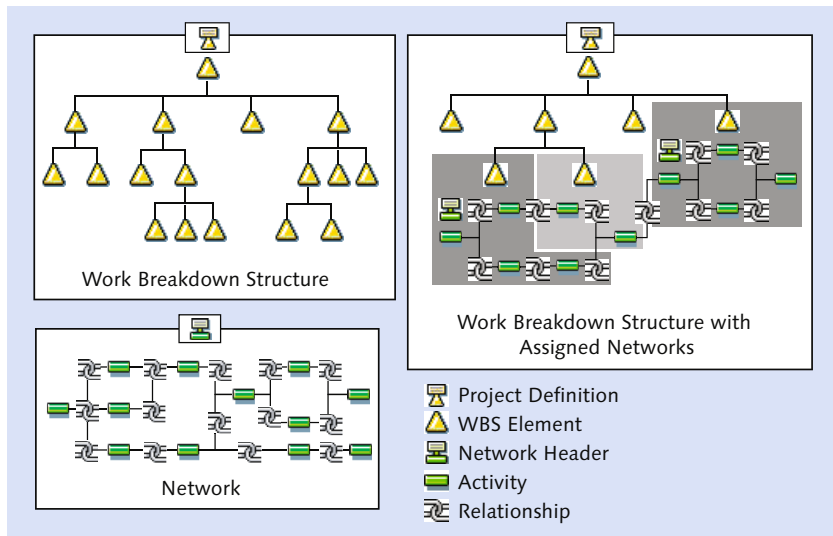 Work Breakdown Structure
Work Breakdown Structure with
Assigned Networks
Network
Project Definition
WBS Element
Network Header
Activity
Relationship